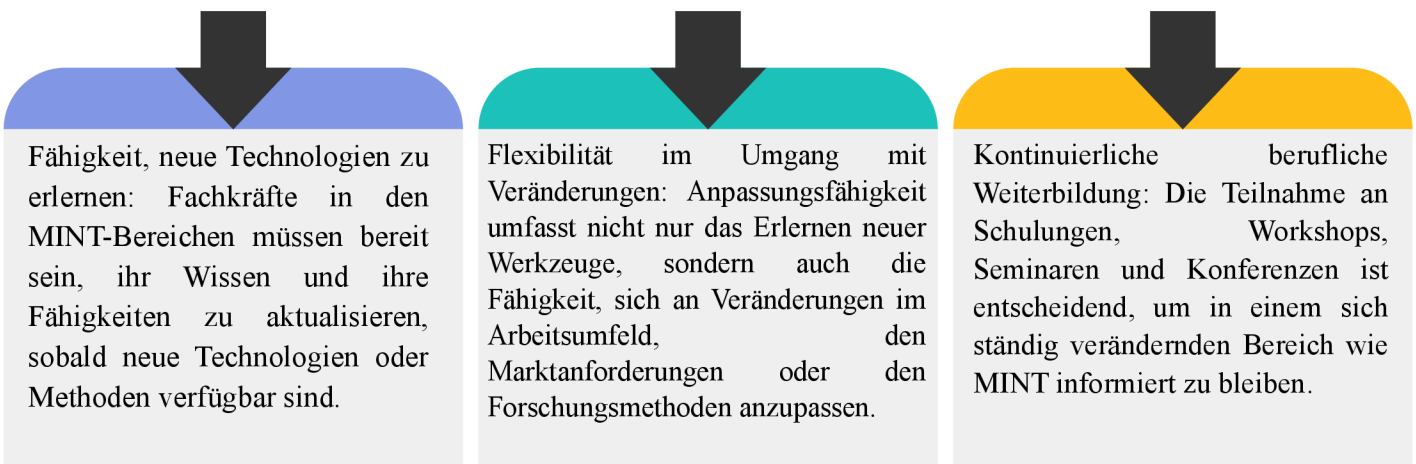 Fähigkeit, neue Technologien zu
erlernen: Fachkräfte in den
MINT-Bereichen müssen bereit
sein, ihr Wissen und ihre
Fähigkeiten zu aktualisieren,
sobald neue Technologien oder
Methoden verfügbar sind.
Flexibilität im Umgang mit
Veränderungen: Anpassungsfähigkeit
umfasst nicht nur das Erlernen neuer
Werkzeuge, sondern auch die
Fähigkeit, sich an Veränderungen im
Arbeitsumfeld, den
Marktanforderungen oder den
Forschungsmethoden anzupassen.
Kontinuierliche berufliche
Weiterbildung: Die Teilnahme an
Schulungen, Workshops,
Seminaren und Konferenzen ist
entscheidend, um in einem sich
ständig verändernden Bereich wie
MINT informiert zu bleiben.